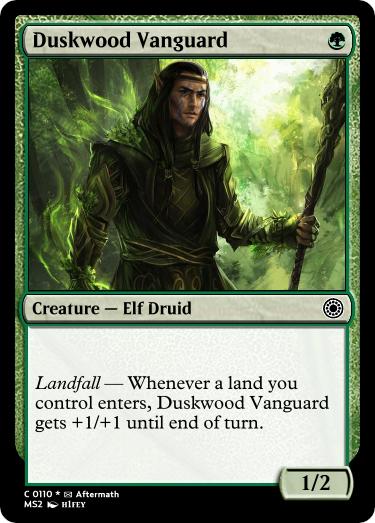 Duskwood Vanguard
Creature — Elf Druid
Landfall — Whenever a land you
control enters, Duskwood Vanguard
gets +1/+1 until end of turn.
1/2
C 0110 * Aftermath
MS2 H1FEY